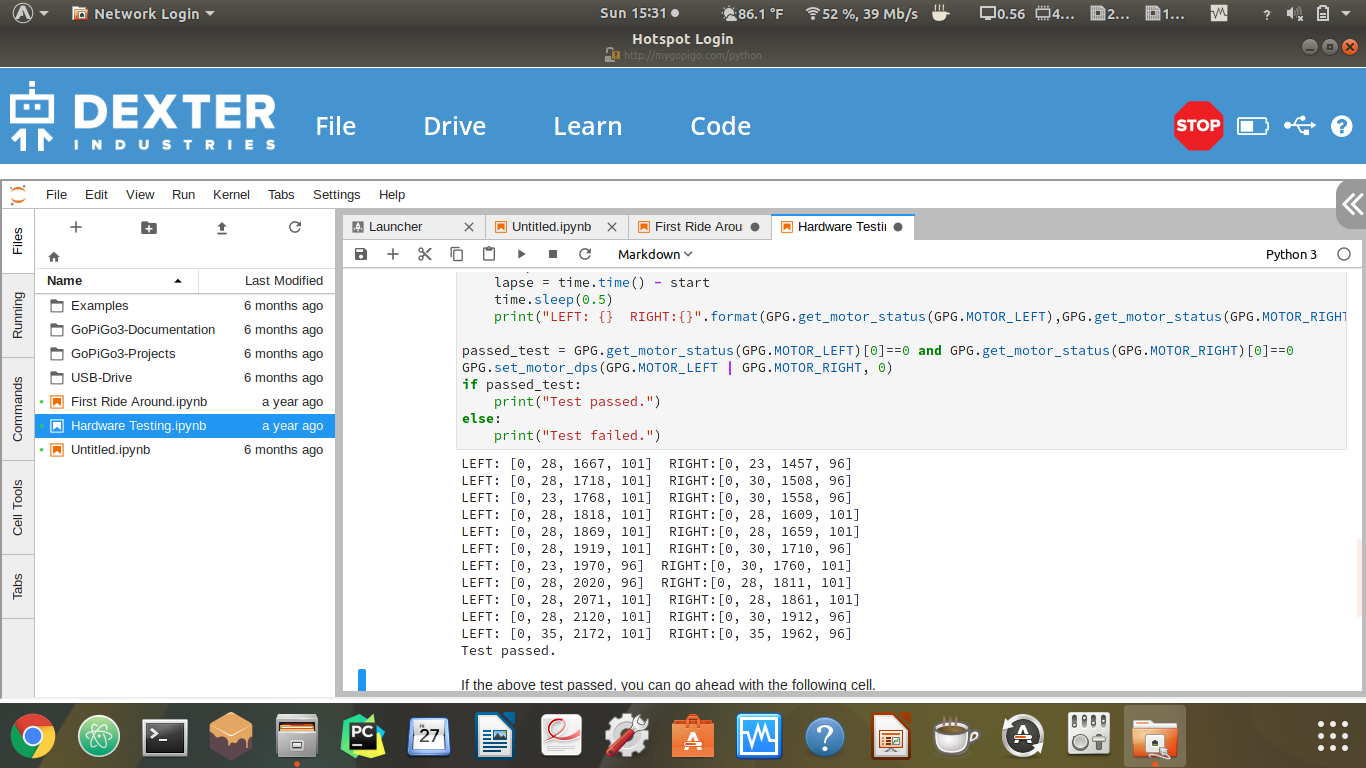 Network Login
Sun 15:31
86.1 °F
52 %, 39 Mb/s
0.56
4...
2...
1...
?
Hotspot Login
http://mygopigo.com/python
DEXTER
INDUSTRIES
File
Drive
Learn
Code
STOP
?
File
Edit
View
Run
Kernel
Tabs
Settings
Help
Files
Running
Commands
Cell Tools
Tabs
Name
Last Modified
Examples 6 months ago
GoPiGo3-Documentation 6 months ago
GoPiGo3-Projects 6 months ago
USB-Drive 6 months ago
First Ride Around.ipynb a year ago
Hardware Testing.ipynb a year ago
Untitled.ipynb 6 months ago
Launcher
Untitled.ipynb
First Ride Arou
Hardware Testi
Markdown
Python 3
lapse = time.time() - start
time.sleep(0.5)
print("LEFT: {}  RIGHT:{}".format(GPG.get_motor_status(GPG.MOTOR_LEFT),GPG.get_motor_status(GPG.MOTOR_RIGHT
passed_test = GPG.get_motor_status(GPG.MOTOR_LEFT)[0]==0 and GPG.get_motor_status(GPG.MOTOR_RIGHT)[0]==0
GPG.set_motor_dps(GPG.MOTOR_LEFT | GPG.MOTOR_RIGHT, 0)
if passed_test:
print("Test passed.")
else:
print("Test failed.")
LEFT: [0, 28, 1667, 101]  RIGHT:[0, 23, 1457, 96]
LEFT: [0, 28, 1718, 101]  RIGHT:[0, 30, 1508, 96]
LEFT: [0, 23, 1768, 101]  RIGHT:[0, 30, 1558, 96]
LEFT: [0, 28, 1818, 101]  RIGHT:[0, 28, 1609, 101]
LEFT: [0, 28, 1869, 101]  RIGHT:[0, 28, 1659, 101]
LEFT: [0, 28, 1919, 101]  RIGHT:[0, 30, 1710, 96]
LEFT: [0, 23, 1970, 96]  RIGHT:[0, 30, 1760, 101]
LEFT: [0, 28, 2020, 96]  RIGHT:[0, 28, 1811, 101]
LEFT: [0, 28, 2071, 101]  RIGHT:[0, 28, 1861, 101]
LEFT: [0, 28, 2120, 101]  RIGHT:[0, 30, 1912, 96]
LEFT: [0, 35, 2172, 101]  RIGHT:[0, 35, 1962, 96]
Test passed.
If the above test passed, you can go ahead with the following cell.
PC
27
?